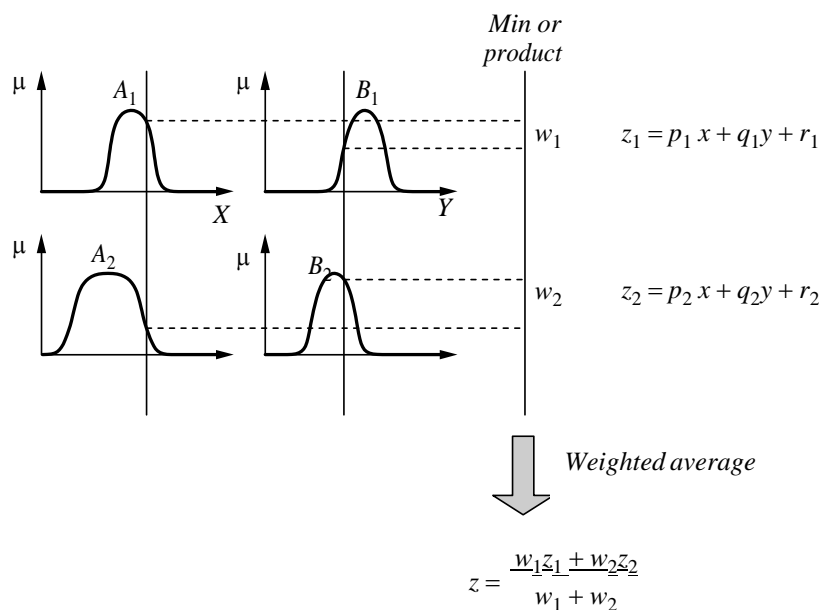 Min or
product
μ A₁ μ B₁
w₁ z₁ = p₁ x + q₁y + r₁
X Y
μ A₂ μ B₂
w₂ z₂ = p₂ x + q₂y + r₂
Weighted average
z = (w₁z₁ + w₂z₂) / (w₁ + w₂)